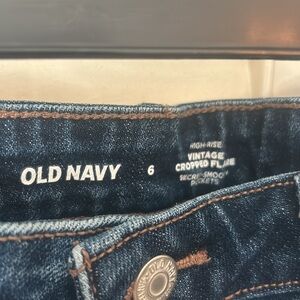 OLD NAVY 6
HIGH-RISE
VINTAGE
CROPPED FLARE
SECRET-SMOOTH
POCKETS